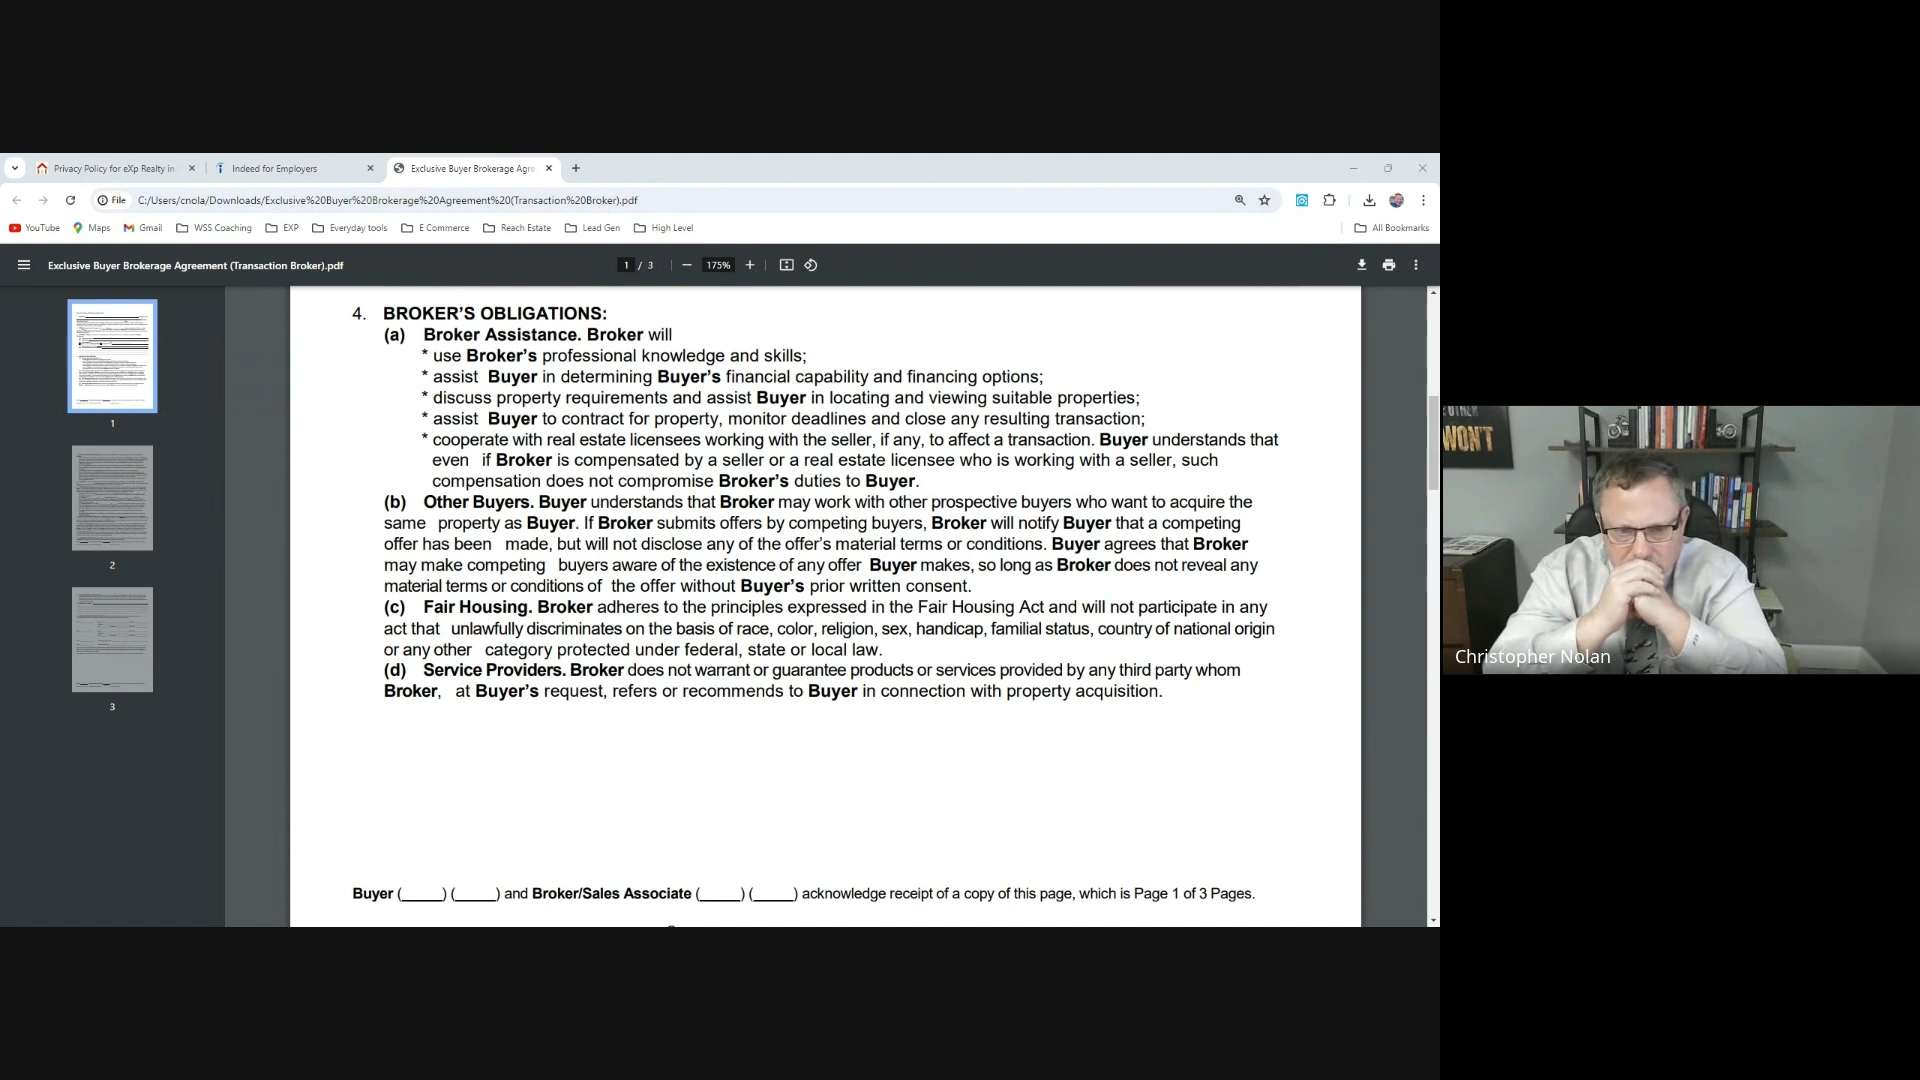 Privacy Policy for eXp Realty in
Indeed for Employers
Exclusive Buyer Brokerage Agre
File
C:/Users/cnola/Downloads/Exclusive%20Buyer%20Brokerage%20Agreement%20(Transaction%20Broker).pdf
YouTube Maps Gmail WSS Coaching EXP Everyday tools E Commerce Reach Estate Lead Gen High Level All Bookmarks
Exclusive Buyer Brokerage Agreement (Transaction Broker).pdf
1 / 3
175%
1
2
3
4. BROKER'S OBLIGATIONS:
(a) Broker Assistance. Broker will
* use Broker's professional knowledge and skills;
* assist Buyer in determining Buyer's financial capability and financing options;
* discuss property requirements and assist Buyer in locating and viewing suitable properties;
* assist Buyer to contract for property, monitor deadlines and close any resulting transaction;
* cooperate with real estate licensees working with the seller, if any, to affect a transaction. Buyer understands that
even if Broker is compensated by a seller or a real estate licensee who is working with a seller, such
compensation does not compromise Broker's duties to Buyer.
(b) Other Buyers. Buyer understands that Broker may work with other prospective buyers who want to acquire the
same property as Buyer. If Broker submits offers by competing buyers, Broker will notify Buyer that a competing
offer has been made, but will not disclose any of the offer's material terms or conditions. Buyer agrees that Broker
may make competing buyers aware of the existence of any offer Buyer makes, so long as Broker does not reveal any
material terms or conditions of the offer without Buyer's prior written consent.
(c) Fair Housing. Broker adheres to the principles expressed in the Fair Housing Act and will not participate in any
act that unlawfully discriminates on the basis of race, color, religion, sex, handicap, familial status, country of national origin
or any other category protected under federal, state or local law.
(d) Service Providers. Broker does not warrant or guarantee products or services provided by any third party whom
Broker, at Buyer's request, refers or recommends to Buyer in connection with property acquisition.
Buyer (_____) (_____) and Broker/Sales Associate (_____) (_____) acknowledge receipt of a copy of this page, which is Page 1 of 3 Pages.
WON'T
Christopher Nolan